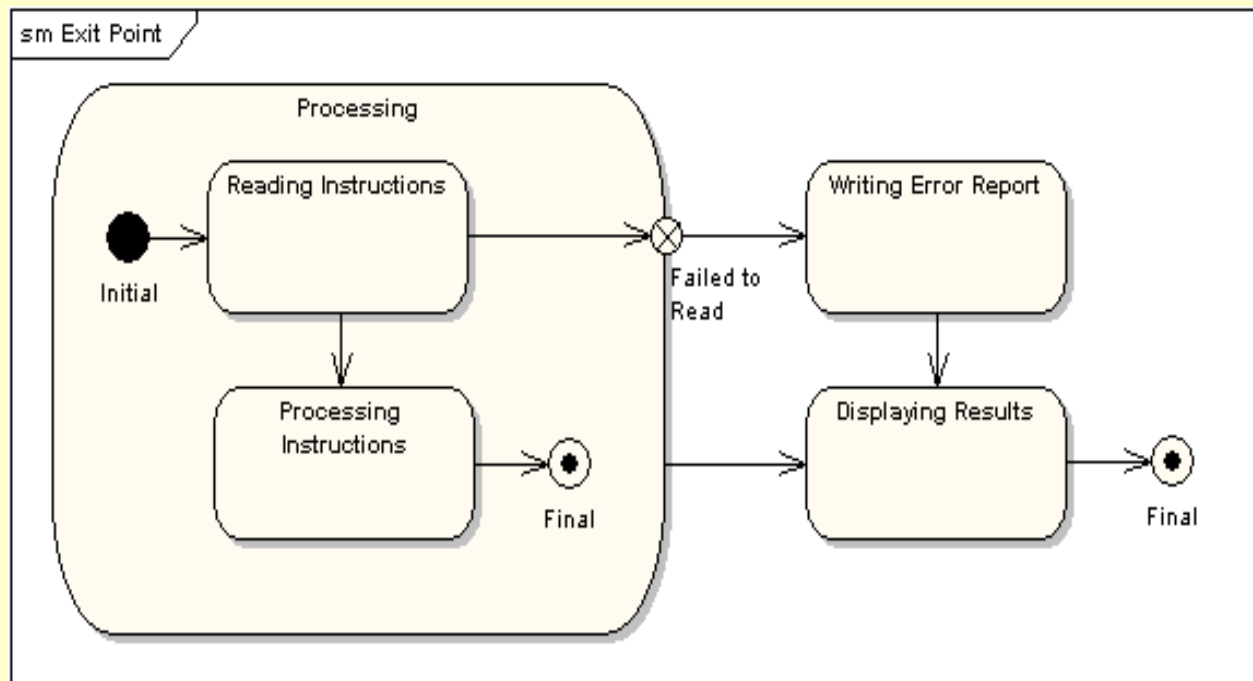 sm Exit Point
Processing
Reading Instructions
Writing Error Report
Initial
Failed to
Read
Processing
Instructions
Displaying Results
Final
Final